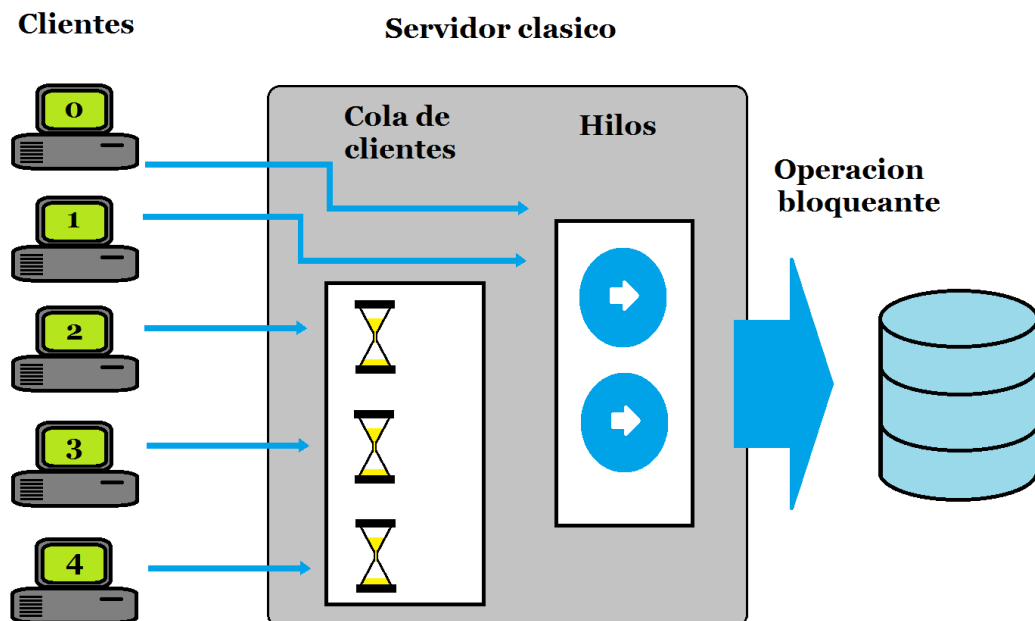 Clientes
Servidor clasico
0
1
2
3
4
Cola de
clientes
Hilos
Operacion
bloqueante